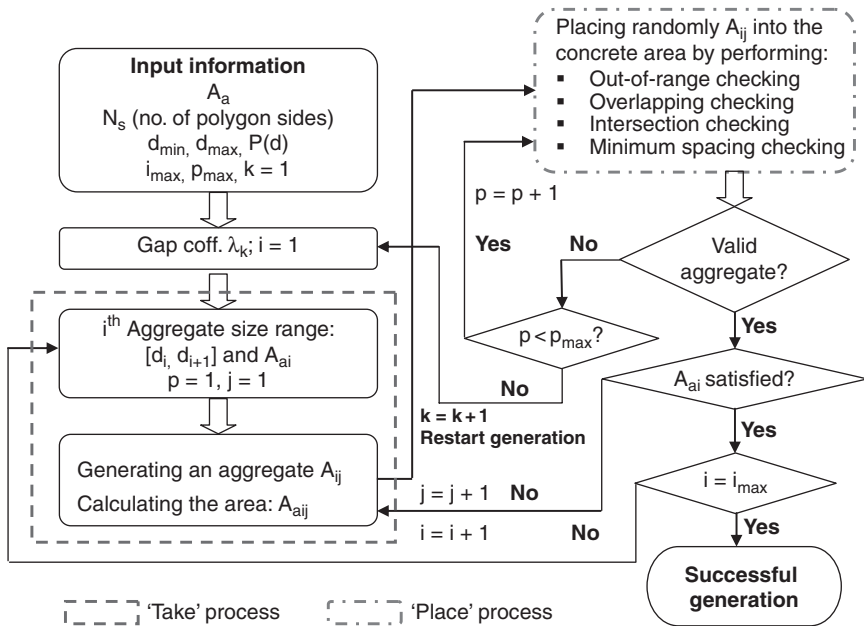 Input information
A_a
N_s (no. of polygon sides)
d_min, d_max, P(d)
i_max, p_max, k = 1
Gap coff. λ_k; i = 1
i^th Aggregate size range:
[d_i, d_i+1] and A_ai
p = 1, j = 1
Generating an aggregate A_ij
Calculating the area: A_aij
Placing randomly A_ij into the
concrete area by performing:
▪ Out-of-range checking
▪ Overlapping checking
▪ Intersection checking
▪ Minimum spacing checking
p = p + 1
Yes
No
Valid
aggregate?
p < p_max?
Yes
No
k = k + 1
Restart generation
A_ai satisfied?
Yes
j = j + 1 No
i = i_max
i = i + 1 No
Yes
Successful
generation
'Take' process
'Place' process